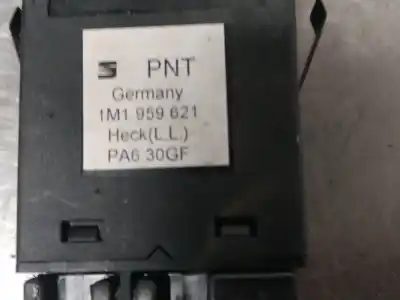 PNT
Germany
1M1 959 621
Heck(L.L.)
PA6 30GF